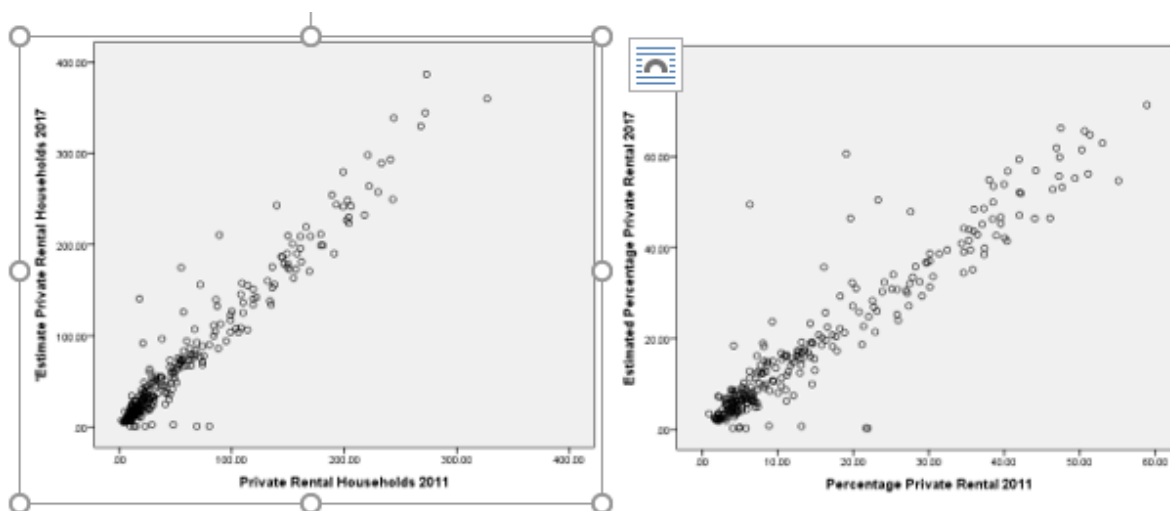 400.00
300.00
200.00
100.00
.00
.00 100.00 200.00 300.00 400.00
"Estimate Private Rental Households 2017
Private Rental Households 2011
60.00
40.00
20.00
.00
.00 10.00 20.00 30.00 40.00 50.00 60.00
Estimated Percentage Private Rental 2017
Percentage Private Rental 2011